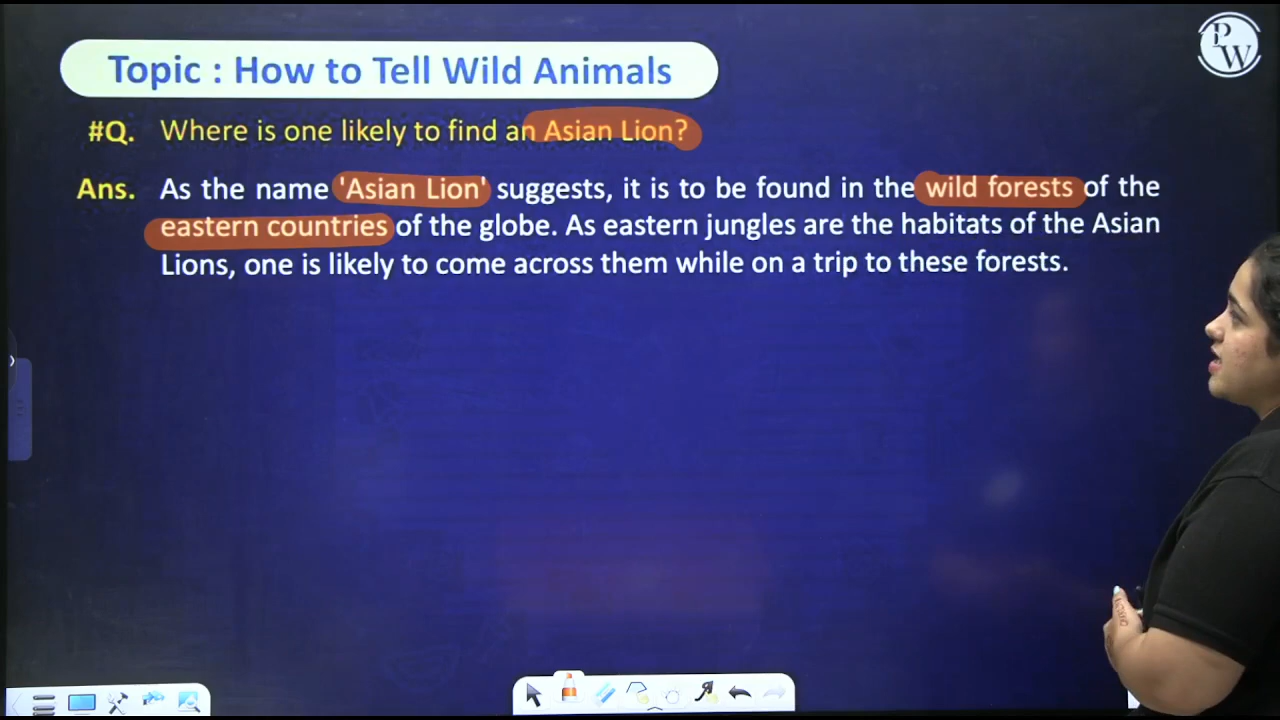 Topic : How to Tell Wild Animals
PW
#Q. Where is one likely to find an Asian Lion?
Ans. As the name 'Asian Lion' suggests, it is to be found in the wild forests of the
eastern countries of the globe. As eastern jungles are the habitats of the Asian
Lions, one is likely to come across them while on a trip to these forests.